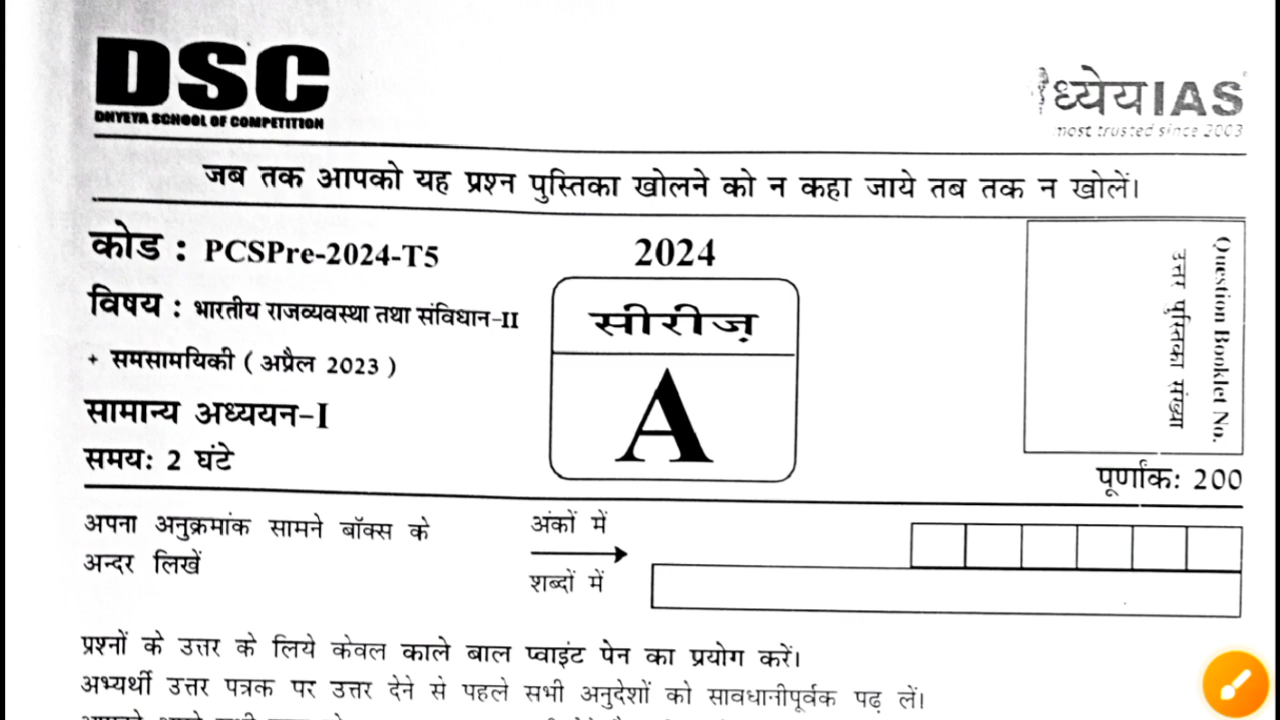 DSC
DHYEYA SCHOOL OF COMPETITION
ध्येय IAS
most trusted since 2003
जब तक आपको यह प्रश्न पुस्तिका खोलने को न कहा जाये तब तक न खोलें।
कोड : PCSPre-2024-T5
2024
विषय : भारतीय राजव्यवस्था तथा संविधान-II
+ समसामयिकी ( अप्रैल 2023 )
सामान्य अध्ययन-I
समय: 2 घंटे
सीरीज़
A
Question Booklet No.
उत्तर पुस्तिका संख्या
पूर्णांक: 200
अपना अनुक्रमांक सामने बॉक्स के
अन्दर लिखें
अंकों में
शब्दों में
प्रश्नों के उत्तर के लिये केवल काले बाल प्वाइंट पेन का प्रयोग करें।
अभ्यर्थी उत्तर पत्रक पर उत्तर देने से पहले सभी अनुदेशों को सावधानीपूर्वक पढ़ लें।